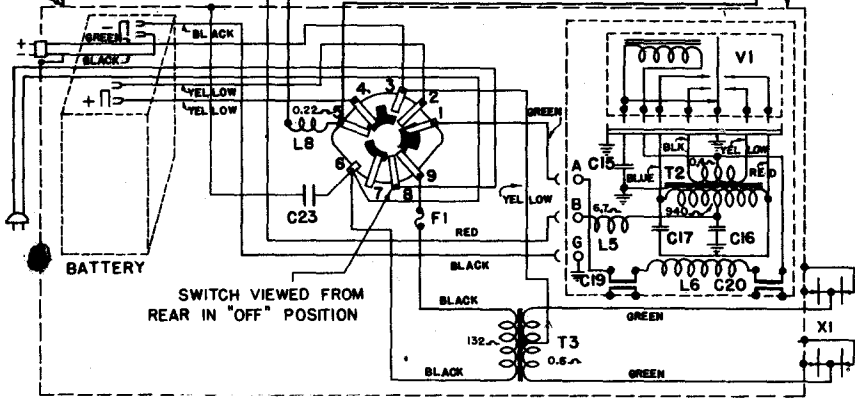 -
BLACK
GREEN
+
-
BLACK
+
YELLOW
YELLOW
0.22
L8
1
2
3
4
5
6
7
8
9
C23
F1
BATTERY
SWITCH VIEWED FROM
REAR IN "OFF" POSITION
GREEN
YELLOW
RED
BLACK
BLACK
BLACK
132
T3
0.5
GREEN
GREEN
X1
V1
A
B
G
C15
BLK
YELLOW
BLUE
T2
RED
6.7
L5
940
C17
C16
C19
L6
C20